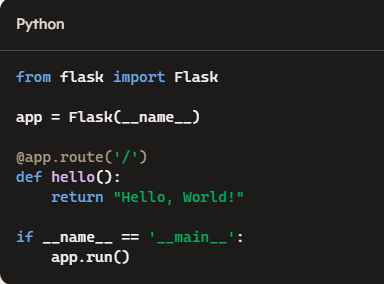 Python
from flask import Flask
app = Flask(__name__)
@app.route('/')
def hello():
    return "Hello, World!"
if __name__ == '__main__':
    app.run()